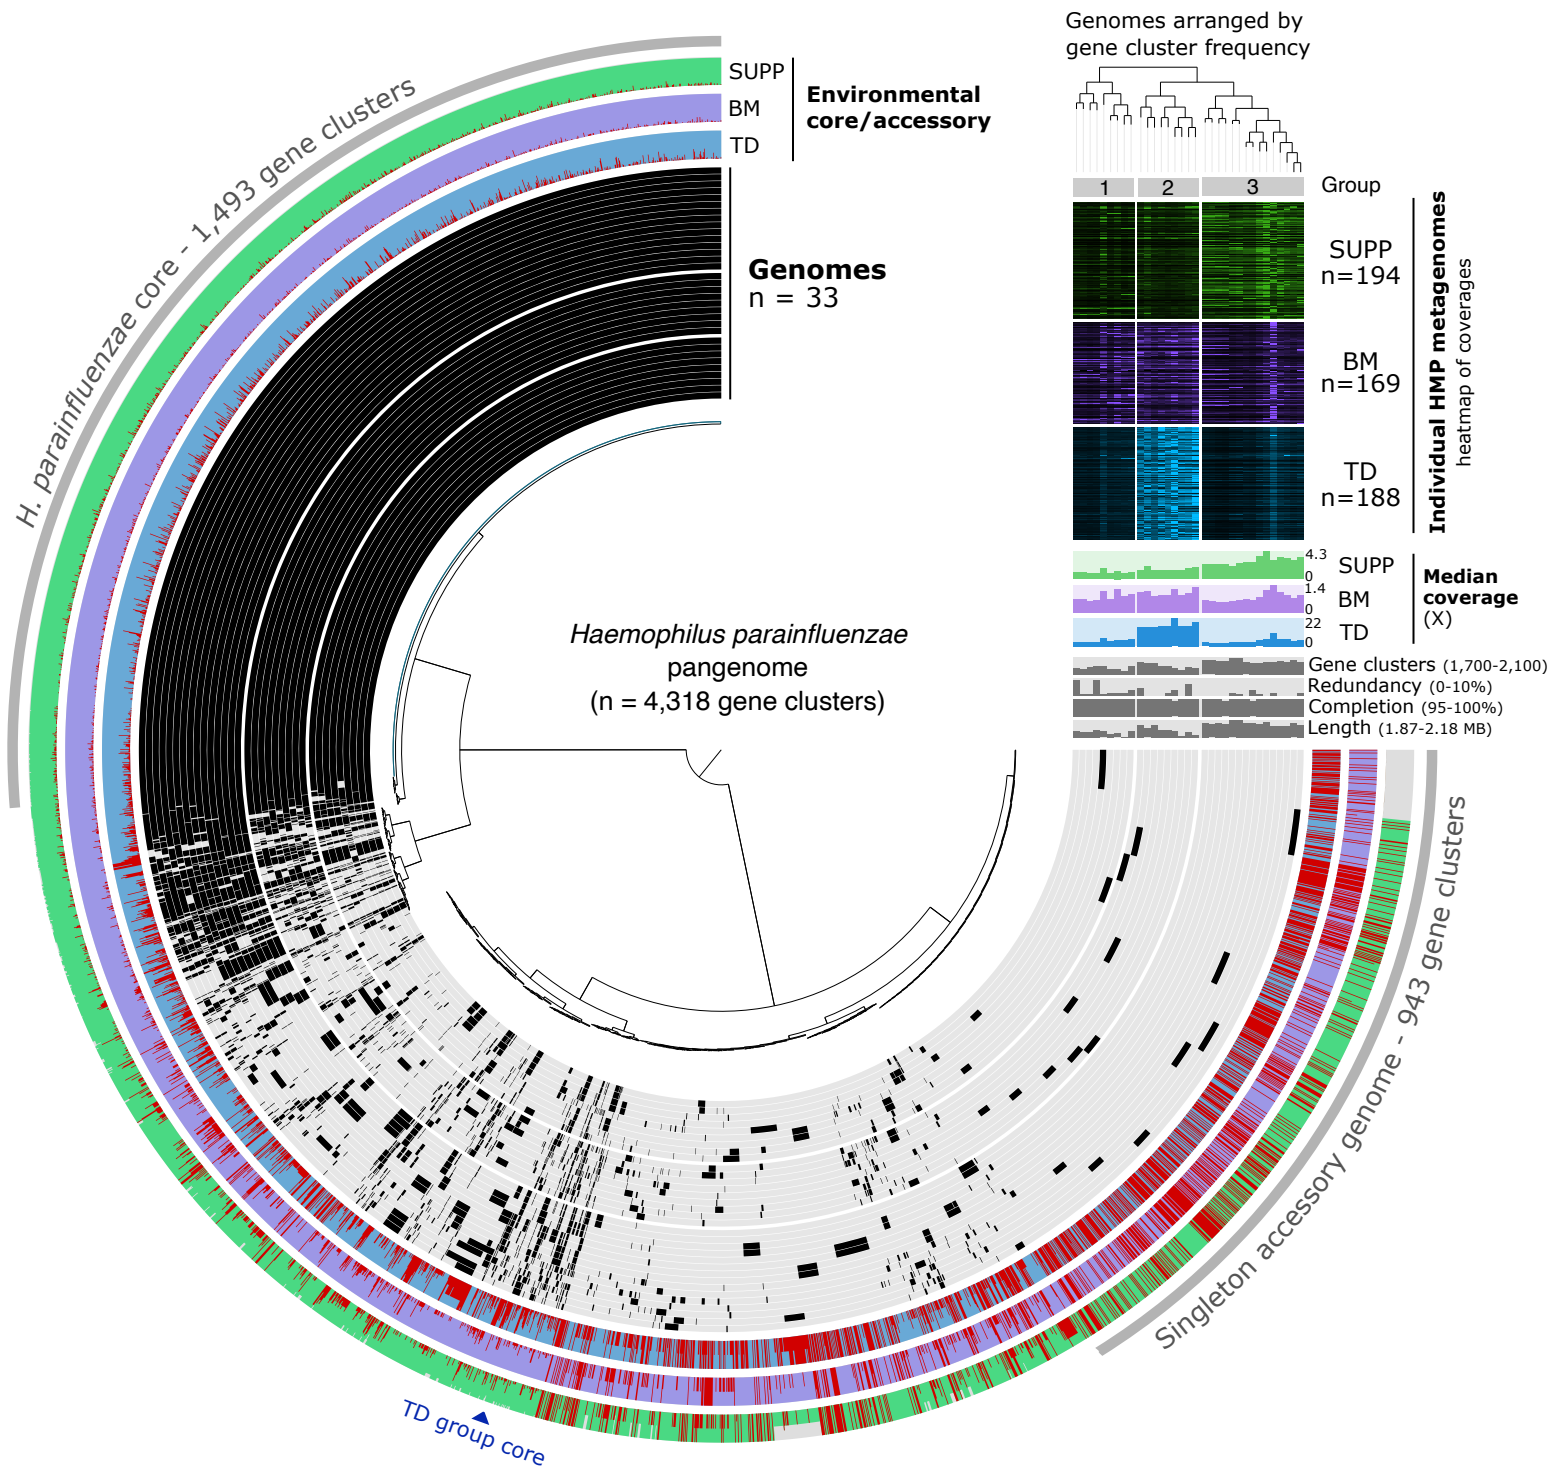 Genomes arranged by
gene cluster frequency
SUPP
BM
TD
Environmental
core/accessory
H. parainfluenzae core - 1,493 gene clusters
Genomes
n = 33
1 2 3 Group
SUPP
n=194
BM
n=169
TD
n=188
Individual HMP metagenomes
heatmap of coverages
4.3
0
SUPP
1.4
0
BM
22
0
TD
Median
coverage
(X)
Gene clusters (1,700-2,100)
Redundancy (0-10%)
Completion (95-100%)
Length (1.87-2.18 MB)
Haemophilus parainfluenzae
pangenome
(n = 4,318 gene clusters)
Singleton accessory genome - 943 gene clusters
TD group core